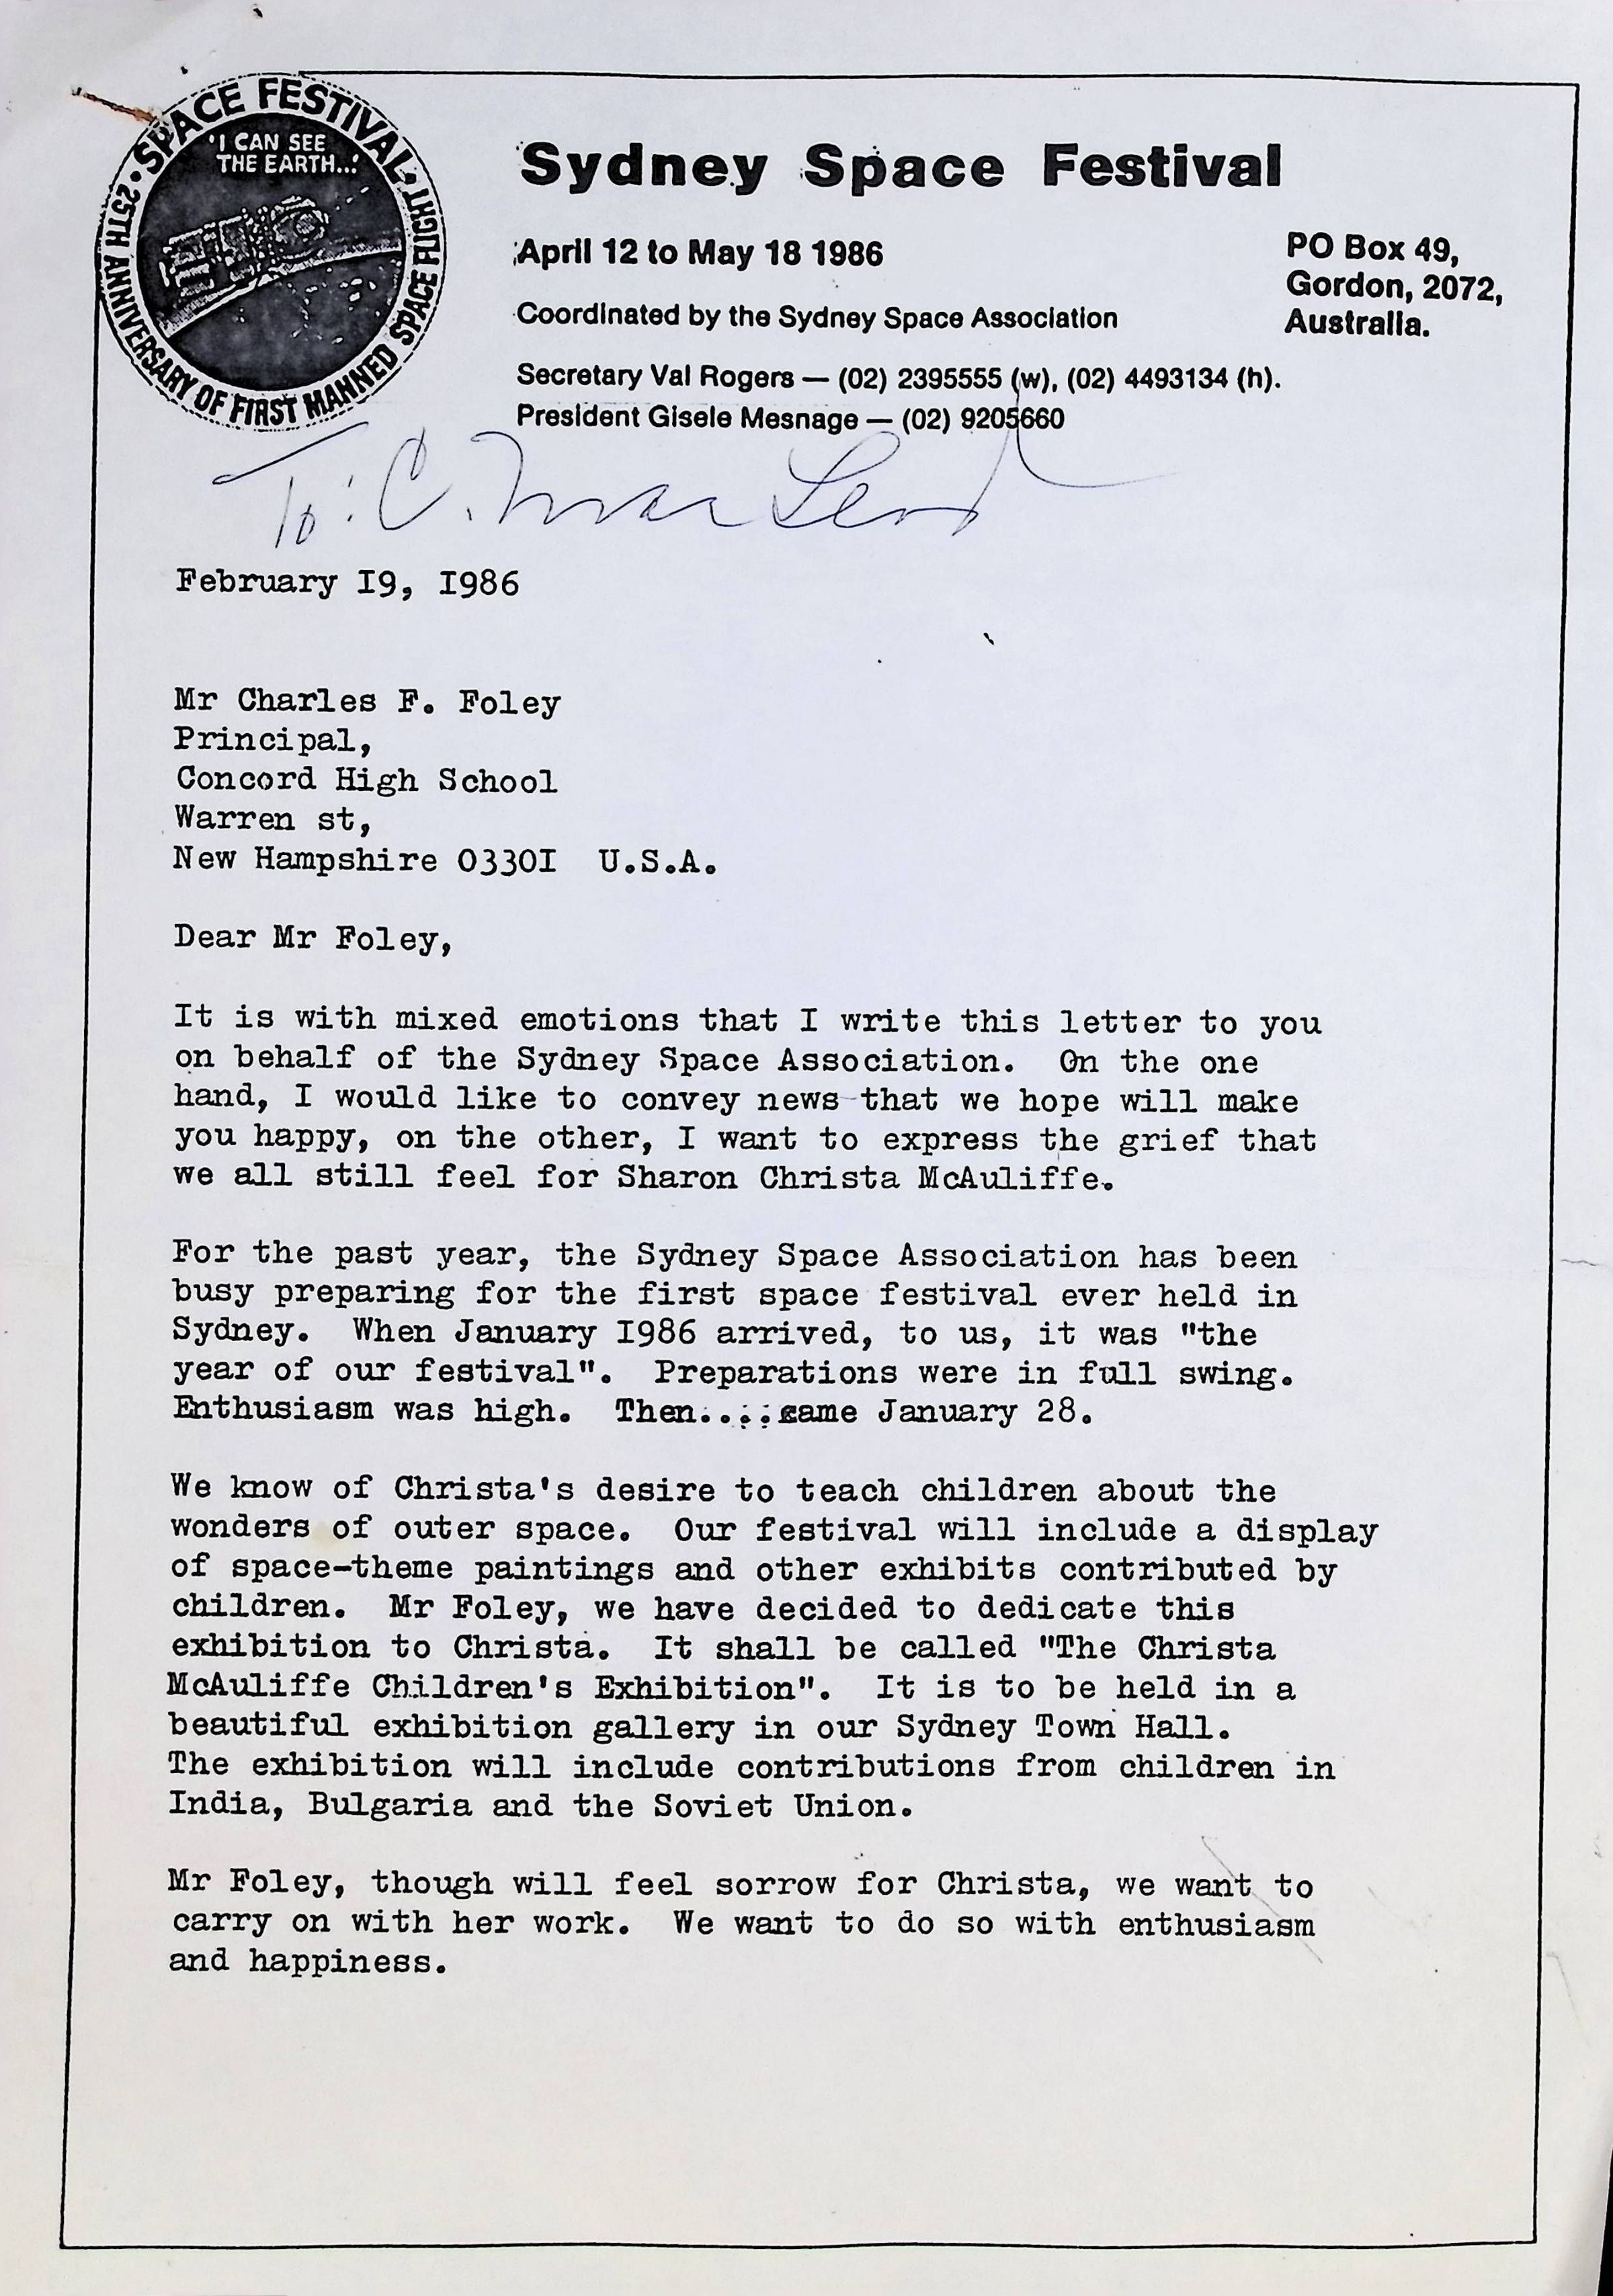 SPACE FESTIVAL
25TH ANNIVERSARY OF FIRST MANNED SPACE FLIGHT
'I CAN SEE
THE EARTH...'
Sydney Space Festival
April 12 to May 18 1986
Coordinated by the Sydney Space Association
Secretary Val Rogers — (02) 2395555 (w), (02) 4493134 (h).
President Gisele Mesnage — (02) 9205660
PO Box 49,
Gordon, 2072,
Australia.
To: C. Mac Leod
February I9, I986
Mr Charles F. Foley
Principal,
Concord High School
Warren st,
New Hampshire 0330I U.S.A.
Dear Mr Foley,
It is with mixed emotions that I write this letter to you
on behalf of the Sydney Space Association. On the one
hand, I would like to convey news that we hope will make
you happy, on the other, I want to express the grief that
we all still feel for Sharon Christa McAuliffe.
For the past year, the Sydney Space Association has been
busy preparing for the first space festival ever held in
Sydney. When January I986 arrived, to us, it was "the
year of our festival". Preparations were in full swing.
Enthusiasm was high. Then....came January 28.
We know of Christa's desire to teach children about the
wonders of outer space. Our festival will include a display
of space-theme paintings and other exhibits contributed by
children. Mr Foley, we have decided to dedicate this
exhibition to Christa. It shall be called "The Christa
McAuliffe Children's Exhibition". It is to be held in a
beautiful exhibition gallery in our Sydney Town Hall.
The exhibition will include contributions from children in
India, Bulgaria and the Soviet Union.
Mr Foley, though will feel sorrow for Christa, we want to
carry on with her work. We want to do so with enthusiasm
and happiness.